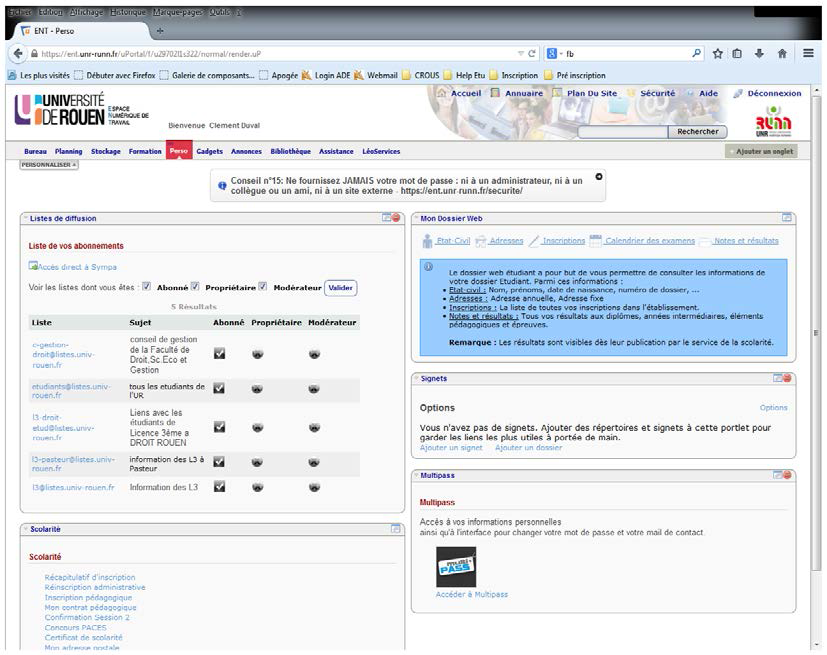 Fichier Édition Affichage Historique Marque-pages Outils
ENT - Perso
https://ent.unr-runn.fr/uPortal/f/u29702l1s322/normal/render.uP
fb
Les plus visités Débuter avec Firefox Galerie de composants... Apogée Login ADE Webmail CROUS Help Etu Inscription Pré inscription
Accueil Annuaire Plan Du Site Sécurité Aide Déconnexion
UNIVERSITÉ DE ROUEN
ESPACE NUMÉRIQUE DE TRAVAIL
Bienvenue Clement Duval
Rechercher
RUNN
Bureau Planning Stockage Formation Perso Gadgets Annonces Bibliothèque Assistance LéoServices
Ajouter un onglet
PERSONNALISER
Conseil n°15: Ne fournissez JAMAIS votre mot de passe : ni à un administrateur, ni à un
collègue ou un ami, ni à un site externe - https://ent.unr-runn.fr/securite/
Listes de diffusion
Liste de vos abonnements
Accès direct à Sympa
Voir les listes dont vous êtes : Abonné Propriétaire Modérateur Valider
5 Résultats
Liste Sujet Abonné Propriétaire Modérateur
c-gestion-
droit@listes.univ-
rouen.fr
conseil de gestion
de la Faculté de
Droit,Sc.Eco et
Gestion
etudiants@listes.univ-
rouen.fr
tous les etudiants de
l'UR
l3-droit-
etud@listes.univ-
rouen.fr
Liens avec les
étudiants de
Licence 3ème a
DROIT ROUEN
l3-pasteur@listes.univ-
rouen.fr
information des L3 à
Pasteur
l3@listes.univ-rouen.fr
Information des L3
Scolarité
Scolarité
Récapitulatif d'inscription
Réinscription administrative
Inscription pédagogique
Mon contrat pédagogique
Confirmation Session 2
Concours PACES
Certificat de scolarité
Mon adresse postale
Mon Dossier Web
Etat-Civil Adresses Inscriptions Calendrier des examens Notes et résultats
Le dossier web étudiant a pour but de vous permettre de consulter les informations de
votre dossier Etudiant. Parmi ces informations :
• Etat-civil : Nom, prénoms, date de naissance, numéro de dossier, ...
• Adresses : Adresse annuelle, Adresse fixe
• Inscriptions : La liste de toutes vos inscriptions dans l'établissement.
• Notes et résultats : Tous vos résultats aux diplômes, années intermédiaires, éléments
pédagogiques et épreuves.
Remarque : Les résultats sont visibles dès leur publication par le service de la scolarité.
Signets
Options
Options
Vous n'avez pas de signets. Ajouter des répertoires et signets à cette portlet pour
garder les liens les plus utiles à portée de main.
Ajouter un signet Ajouter un dossier
Multipass
Multipass
Accès à vos informations personnelles
ainsi qu'à l'interface pour changer votre mot de passe et votre mail de contact.
multi
PASS
Accéder à Multipass